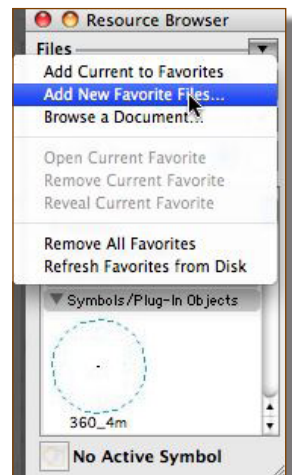 Resource Browser
Files
Add Current to Favorites
Add New Favorite Files...
Browse a Document...
Open Current Favorite
Remove Current Favorite
Reveal Current Favorite
Remove All Favorites
Refresh Favorites from Disk
Symbols/Plug-In Objects
360_4m
No Active Symbol